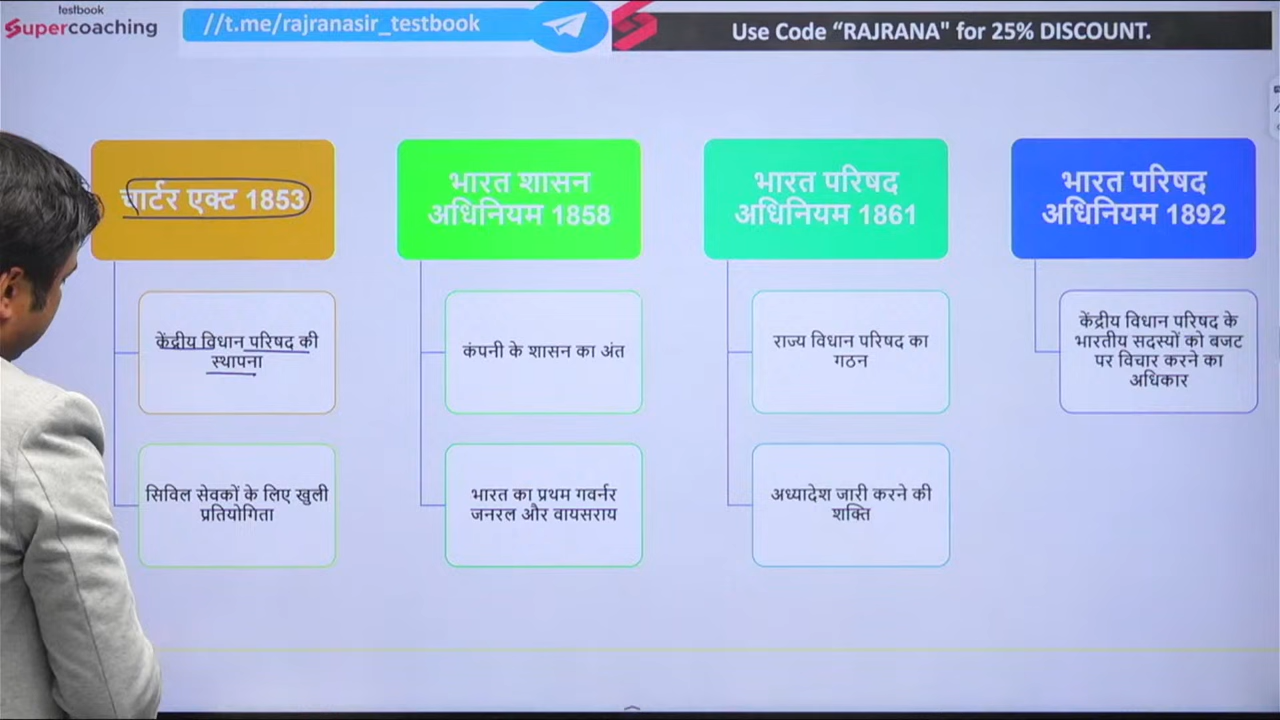 testbook
Supercoaching
//t.me/rajranasir_testbook
Use Code “RAJRANA" for 25% DISCOUNT.
चार्टर एक्ट 1853
केंद्रीय विधान परिषद की
स्थापना
सिविल सेवकों के लिए खुली
प्रतियोगिता
भारत शासन
अधिनियम 1858
कंपनी के शासन का अंत
भारत का प्रथम गवर्नर
जनरल और वायसराय
भारत परिषद
अधिनियम 1861
राज्य विधान परिषद का
गठन
अध्यादेश जारी करने की
शक्ति
भारत परिषद
अधिनियम 1892
केंद्रीय विधान परिषद के
भारतीय सदस्यों को बजट
पर विचार करने का
अधिकार